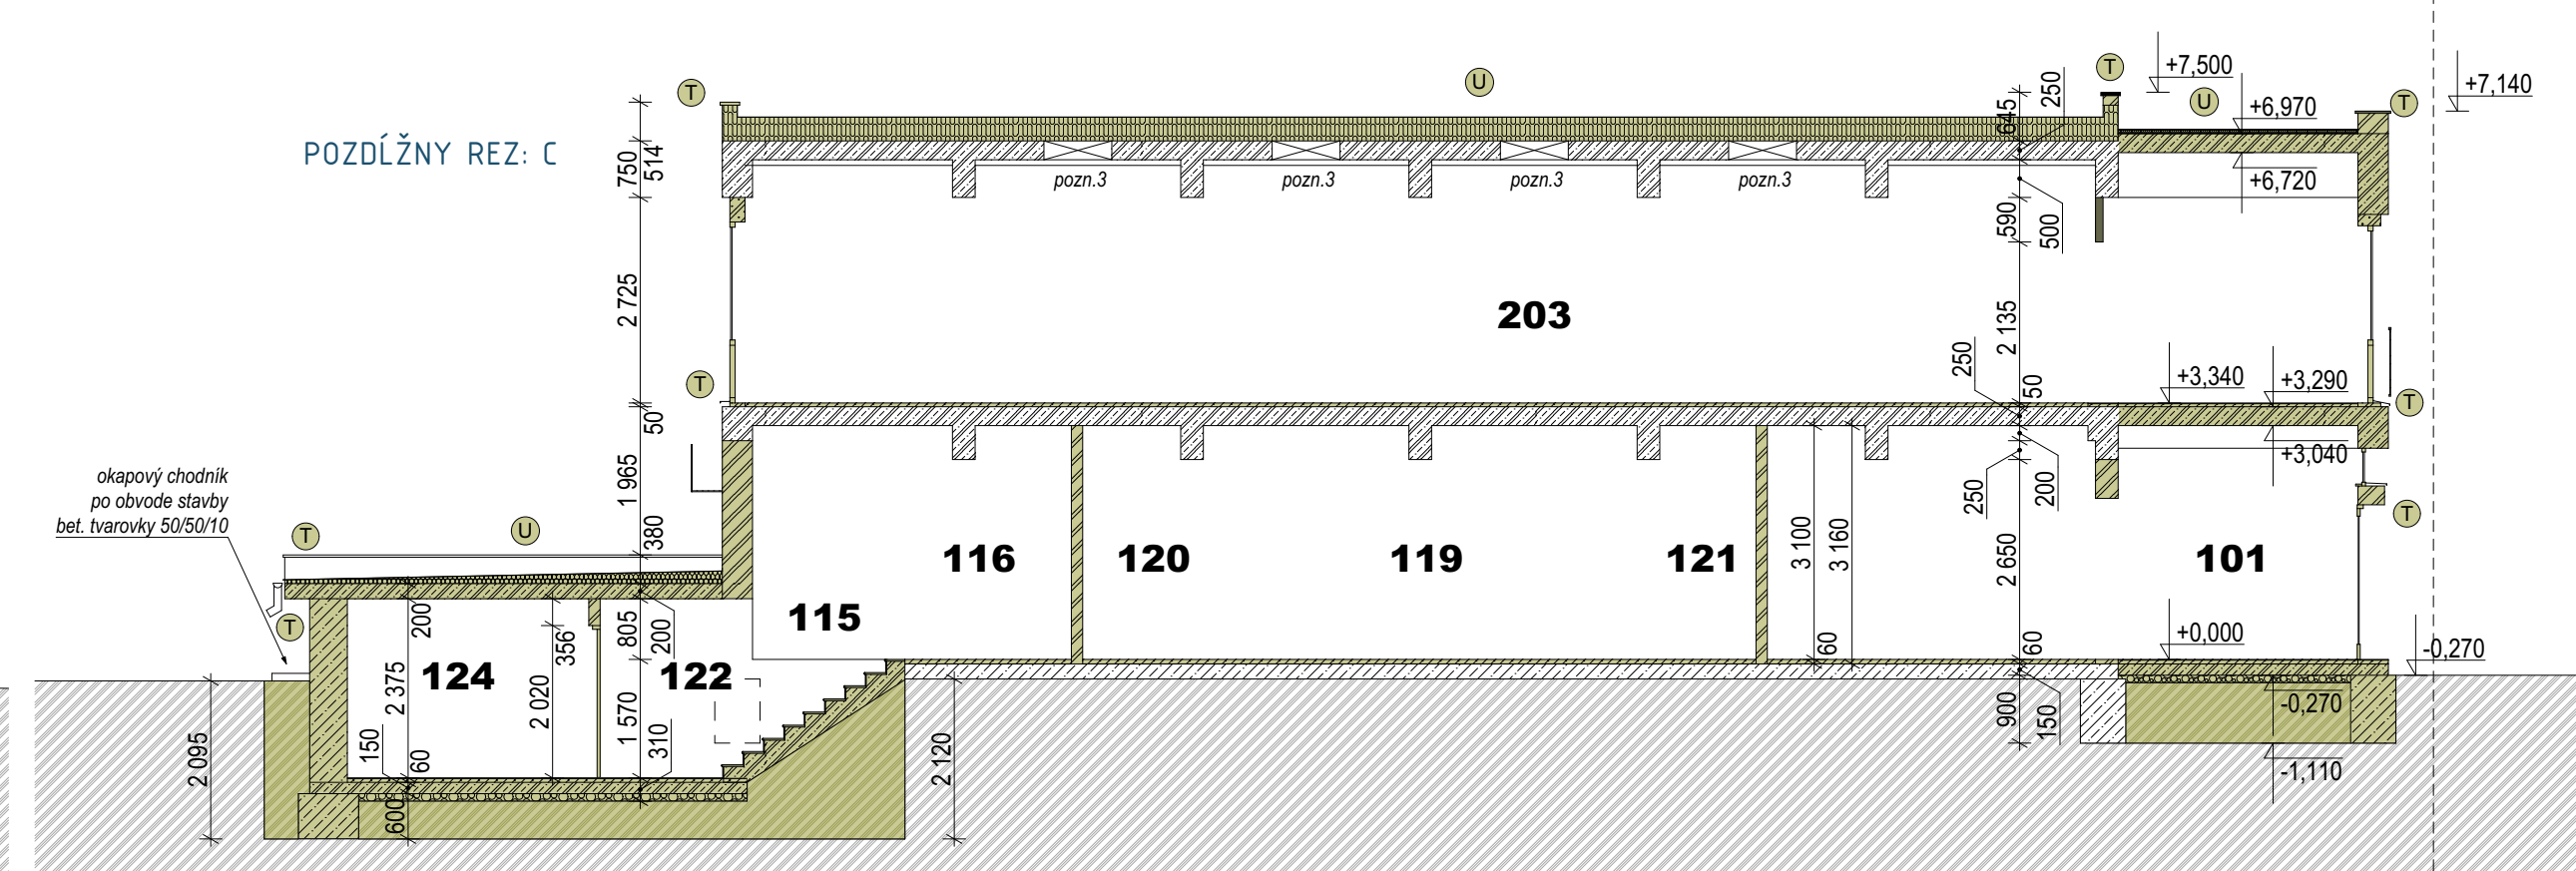 POZDĹŽNY REZ: C
T
U
T
U
T
+7,500
+7,140
+6,970
+6,720
250
645
750
514
pozn.3
pozn.3
pozn.3
pozn.3
590
500
2 725
203
2 135
250
50
T
+3,340
+3,290
T
50
+3,040
1 965
250
200
okapový chodník
po obvode stavby
bet. tvarovky 50/50/10
T
U
380
116
120
119
121
3 100
3 160
2 650
101
T
T
200
356
805
200
115
60
60
+0,000
-0,270
124
122
2 375
2 020
1 570
310
150
60
2 095
600
2 120
900
150
-0,270
-1,110